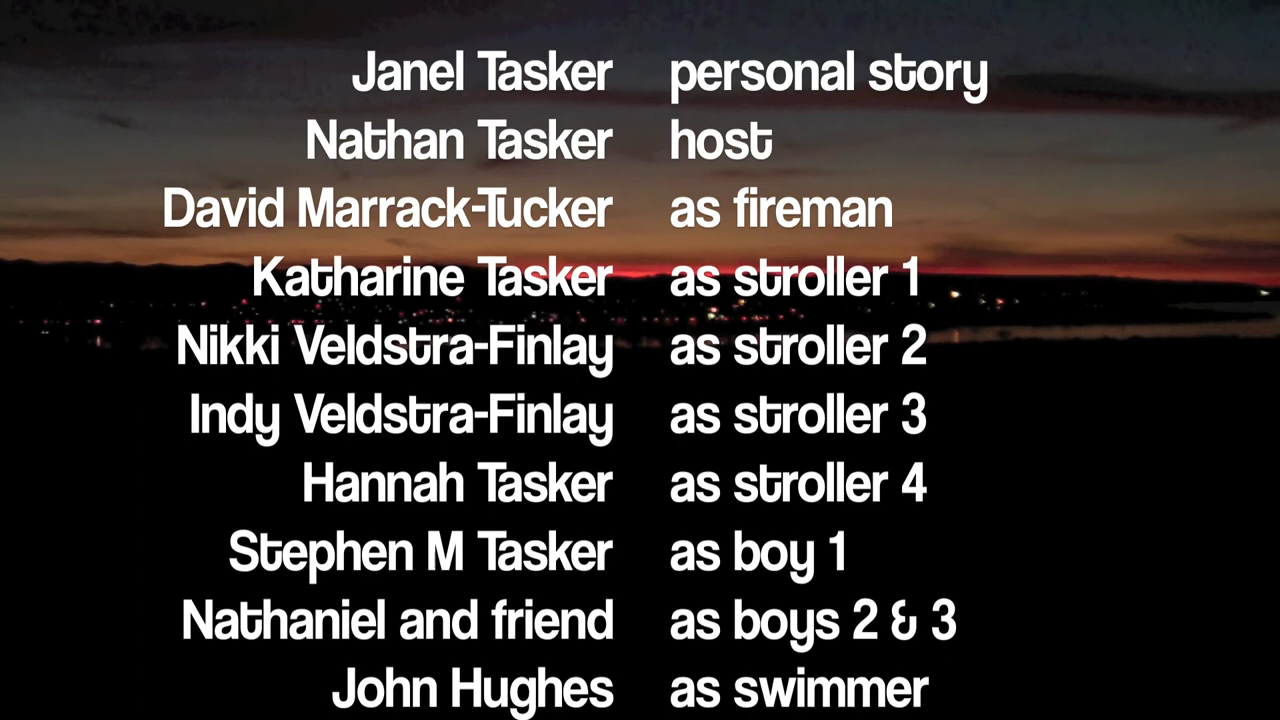 Janel Tasker personal story
Nathan Tasker host
David Marrack-Tucker as fireman
Katharine Tasker as stroller 1
Nikki Veldstra-Finlay as stroller 2
Indy Veldstra-Finlay as stroller 3
Hannah Tasker as stroller 4
Stephen M Tasker as boy 1
Nathaniel and friend as boys 2 & 3
John Hughes as swimmer